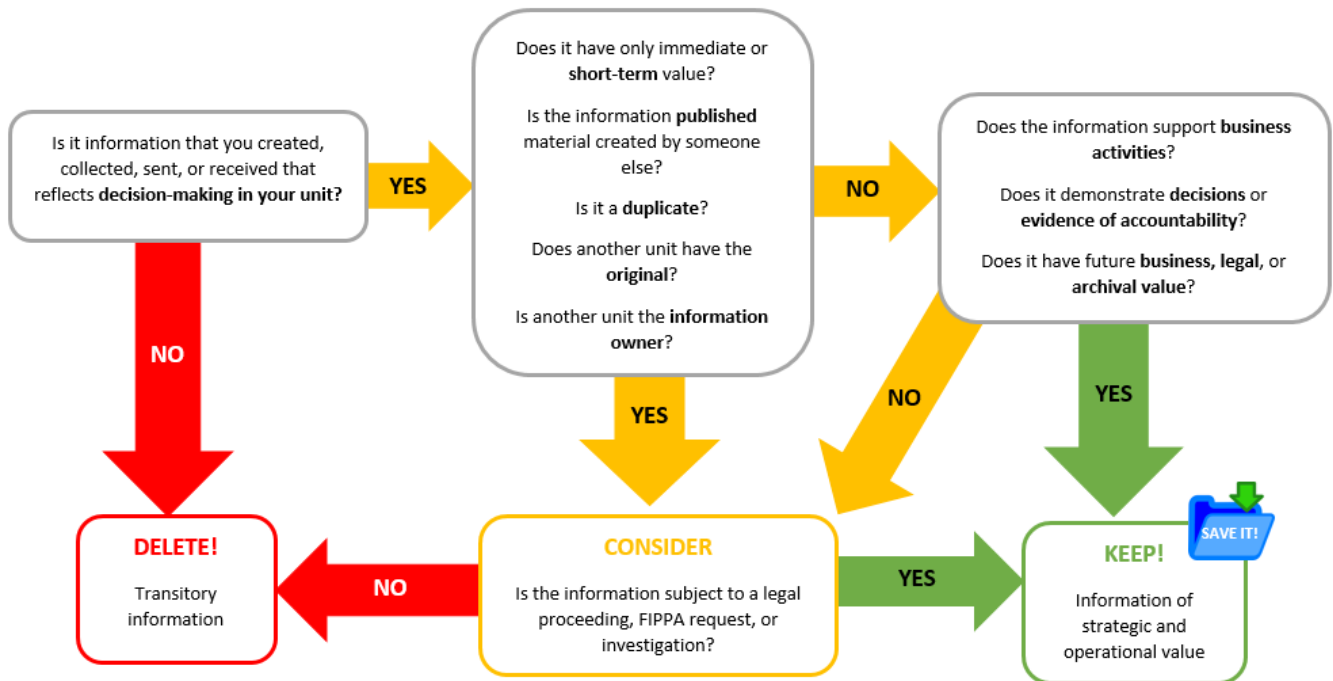 Is it information that you created,
collected, sent, or received that
reflects decision-making in your unit?
YES
NO
Does it have only immediate or
short-term value?
Is the information published
material created by someone
else?
Is it a duplicate?
Does another unit have the
original?
Is another unit the information
owner?
NO
YES
Does the information support business
activities?
Does it demonstrate decisions or
evidence of accountability?
Does it have future business, legal, or
archival value?
NO
YES
DELETE!
Transitory
information
NO
CONSIDER
Is the information subject to a legal
proceeding, FIPPA request, or
investigation?
YES
SAVE IT!
KEEP!
Information of
strategic and
operational value